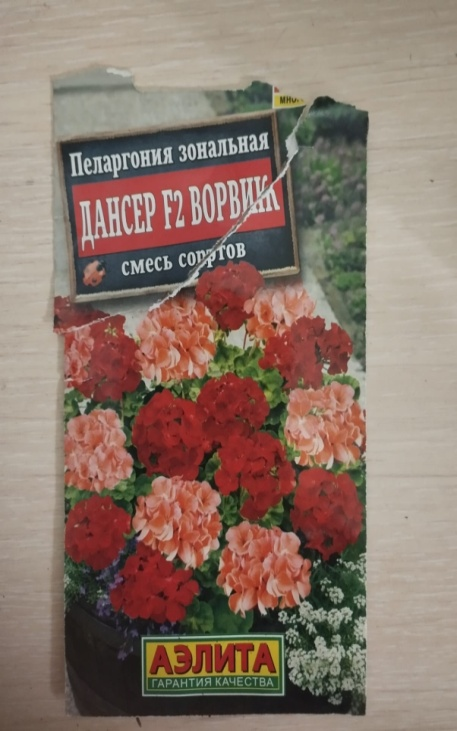 Пеларгония зональная
ДАНСЕР F2 ВОРВИК
смесь сортов
АЭЛИТА
ГАРАНТИЯ КАЧЕСТВА